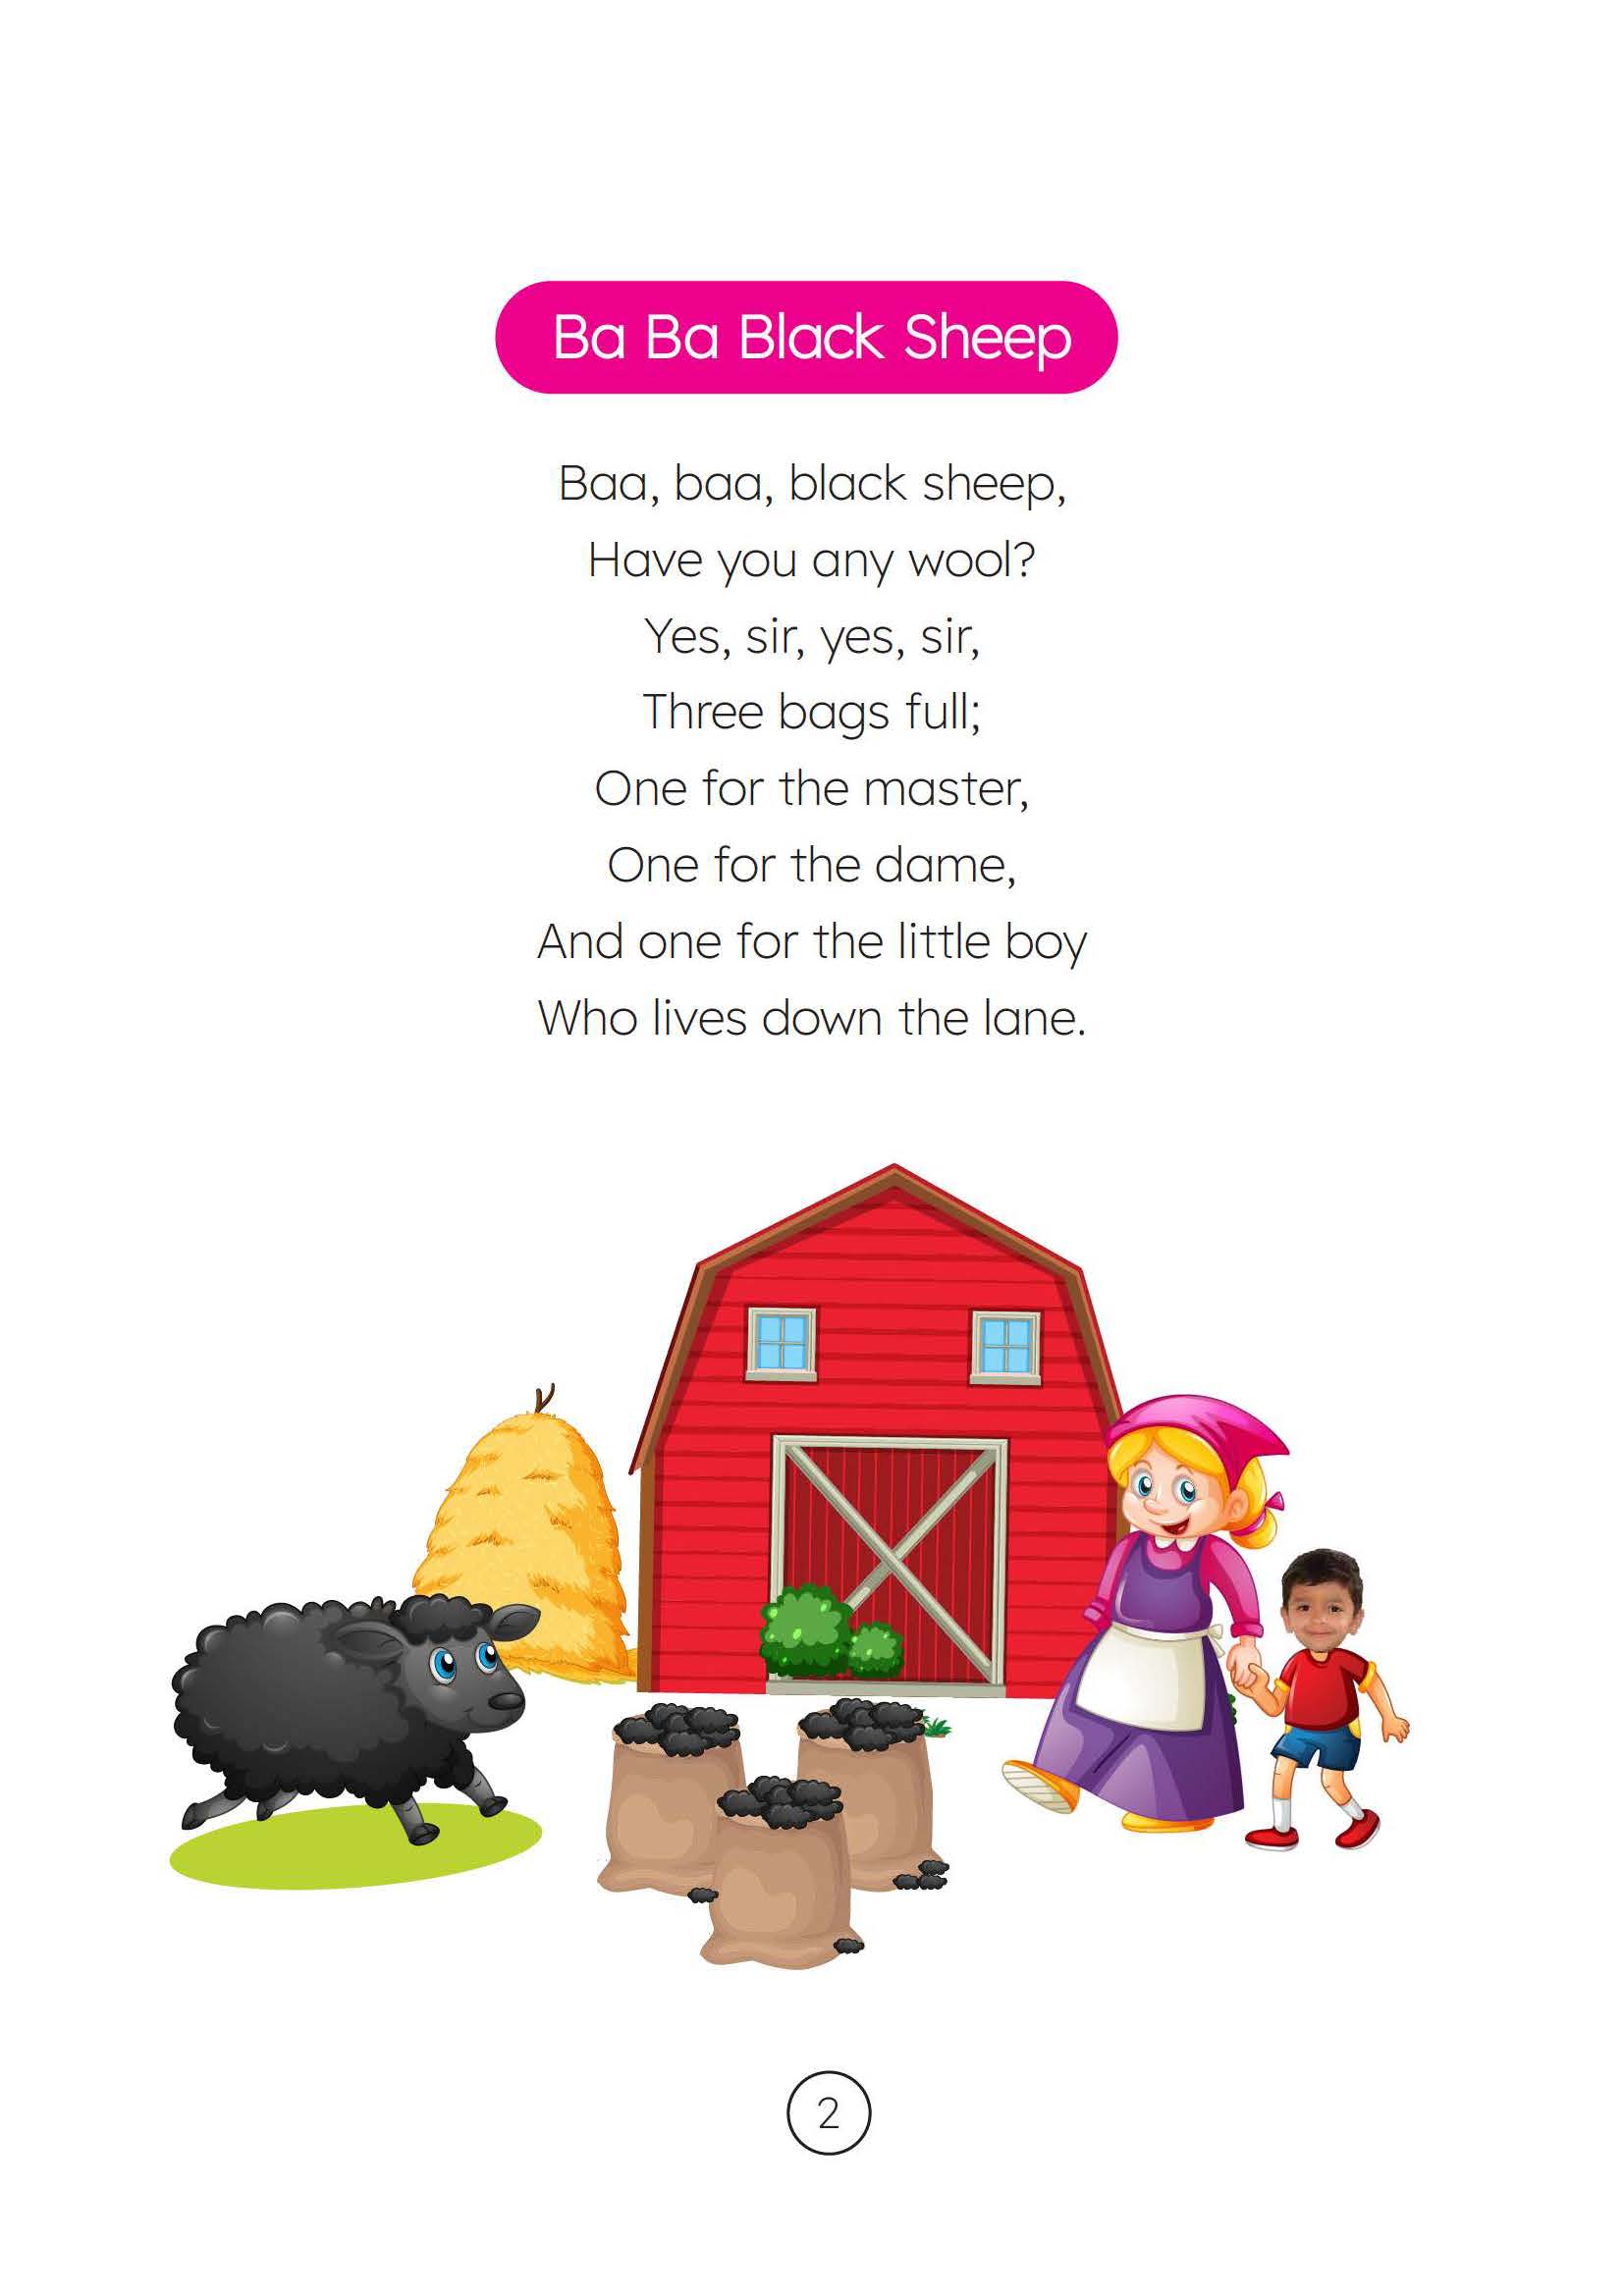 Ba Ba Black Sheep
Baa, baa, black sheep,
Have you any wool?
Yes, sir, yes, sir,
Three bags full;
One for the master,
One for the dame,
And one for the little boy
Who lives down the lane.
2